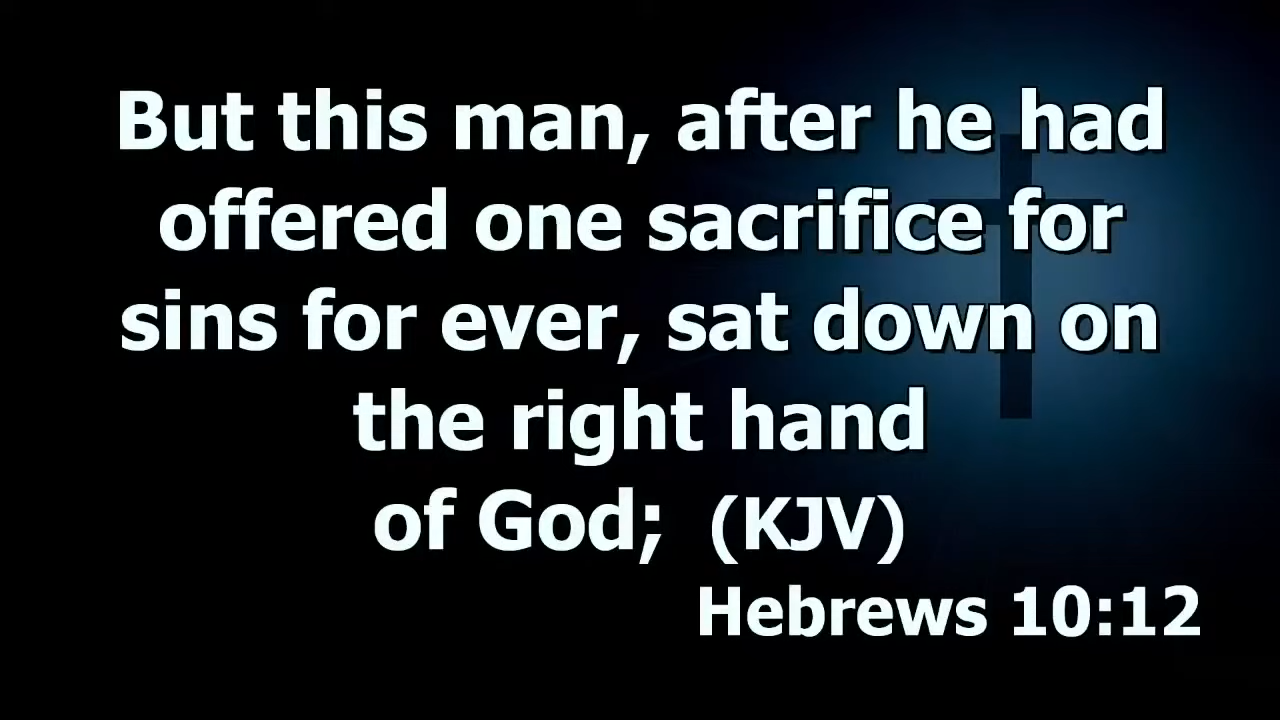 But this man, after he had
offered one sacrifice for
sins for ever, sat down on
the right hand
of God; (KJV)
Hebrews 10:12